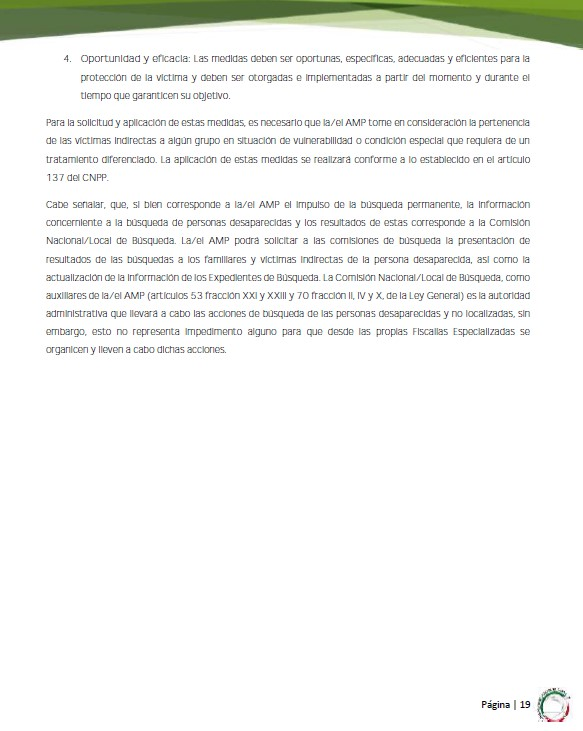 4. Oportunidad y eficacia: Las medidas deben ser oportunas, específicas, adecuadas y eficientes para la
protección de la víctima y deben ser otorgadas e implementadas a partir del momento y durante el
tiempo que garanticen su objetivo.
Para la solicitud y aplicación de estas medidas, es necesario que la/el AMP tome en consideración la pertenencia
de las víctimas indirectas a algún grupo en situación de vulnerabilidad o condición especial que requiera de un
tratamiento diferenciado. La aplicación de estas medidas se realizará conforme a lo establecido en el artículo
137 del CNPP.
Cabe señalar, que, si bien corresponde a la/el AMP el impulso de la búsqueda permanente, la información
concerniente a la búsqueda de personas desaparecidas y los resultados de estas corresponde a la Comisión
Nacional/Local de Búsqueda. La/el AMP podrá solicitar a las comisiones de búsqueda la presentación de
resultados de las búsquedas a los familiares y víctimas indirectas de la persona desaparecida, así como la
actualización de la información de los Expedientes de Búsqueda. La Comisión Nacional/Local de Búsqueda, como
auxiliares de la/el AMP (artículos 53 fracción XXI y XXIII y 70 fracción II, IV y X, de la Ley General) es la autoridad
administrativa que llevará a cabo las acciones de búsqueda de las personas desaparecidas y no localizadas, sin
embargo, esto no representa impedimento alguno para que desde las propias Fiscalías Especializadas se
organicen y lleven a cabo dichas acciones.
Página | 19